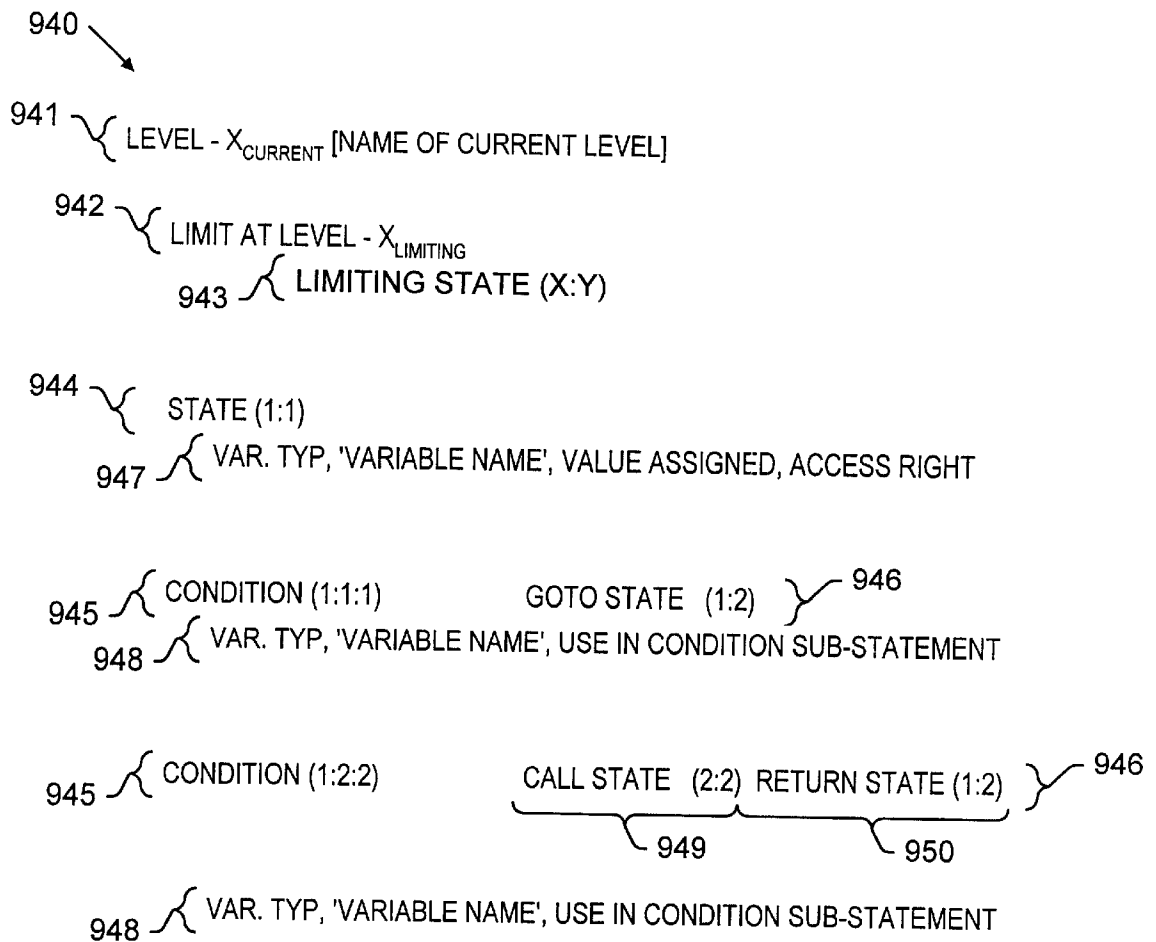 940
941 LEVEL - XCURRENT [NAME OF CURRENT LEVEL]
942 LIMIT AT LEVEL - XLIMITING
943 LIMITING STATE (X:Y)
944 STATE (1:1)
947 VAR. TYP, 'VARIABLE NAME', VALUE ASSIGNED, ACCESS RIGHT
945 CONDITION (1:1:1) GOTO STATE (1:2) 946
948 VAR. TYP, 'VARIABLE NAME', USE IN CONDITION SUB-STATEMENT
945 CONDITION (1:2:2) CALL STATE (2:2) RETURN STATE (1:2) 946
949 950
948 VAR. TYP, 'VARIABLE NAME', USE IN CONDITION SUB-STATEMENT